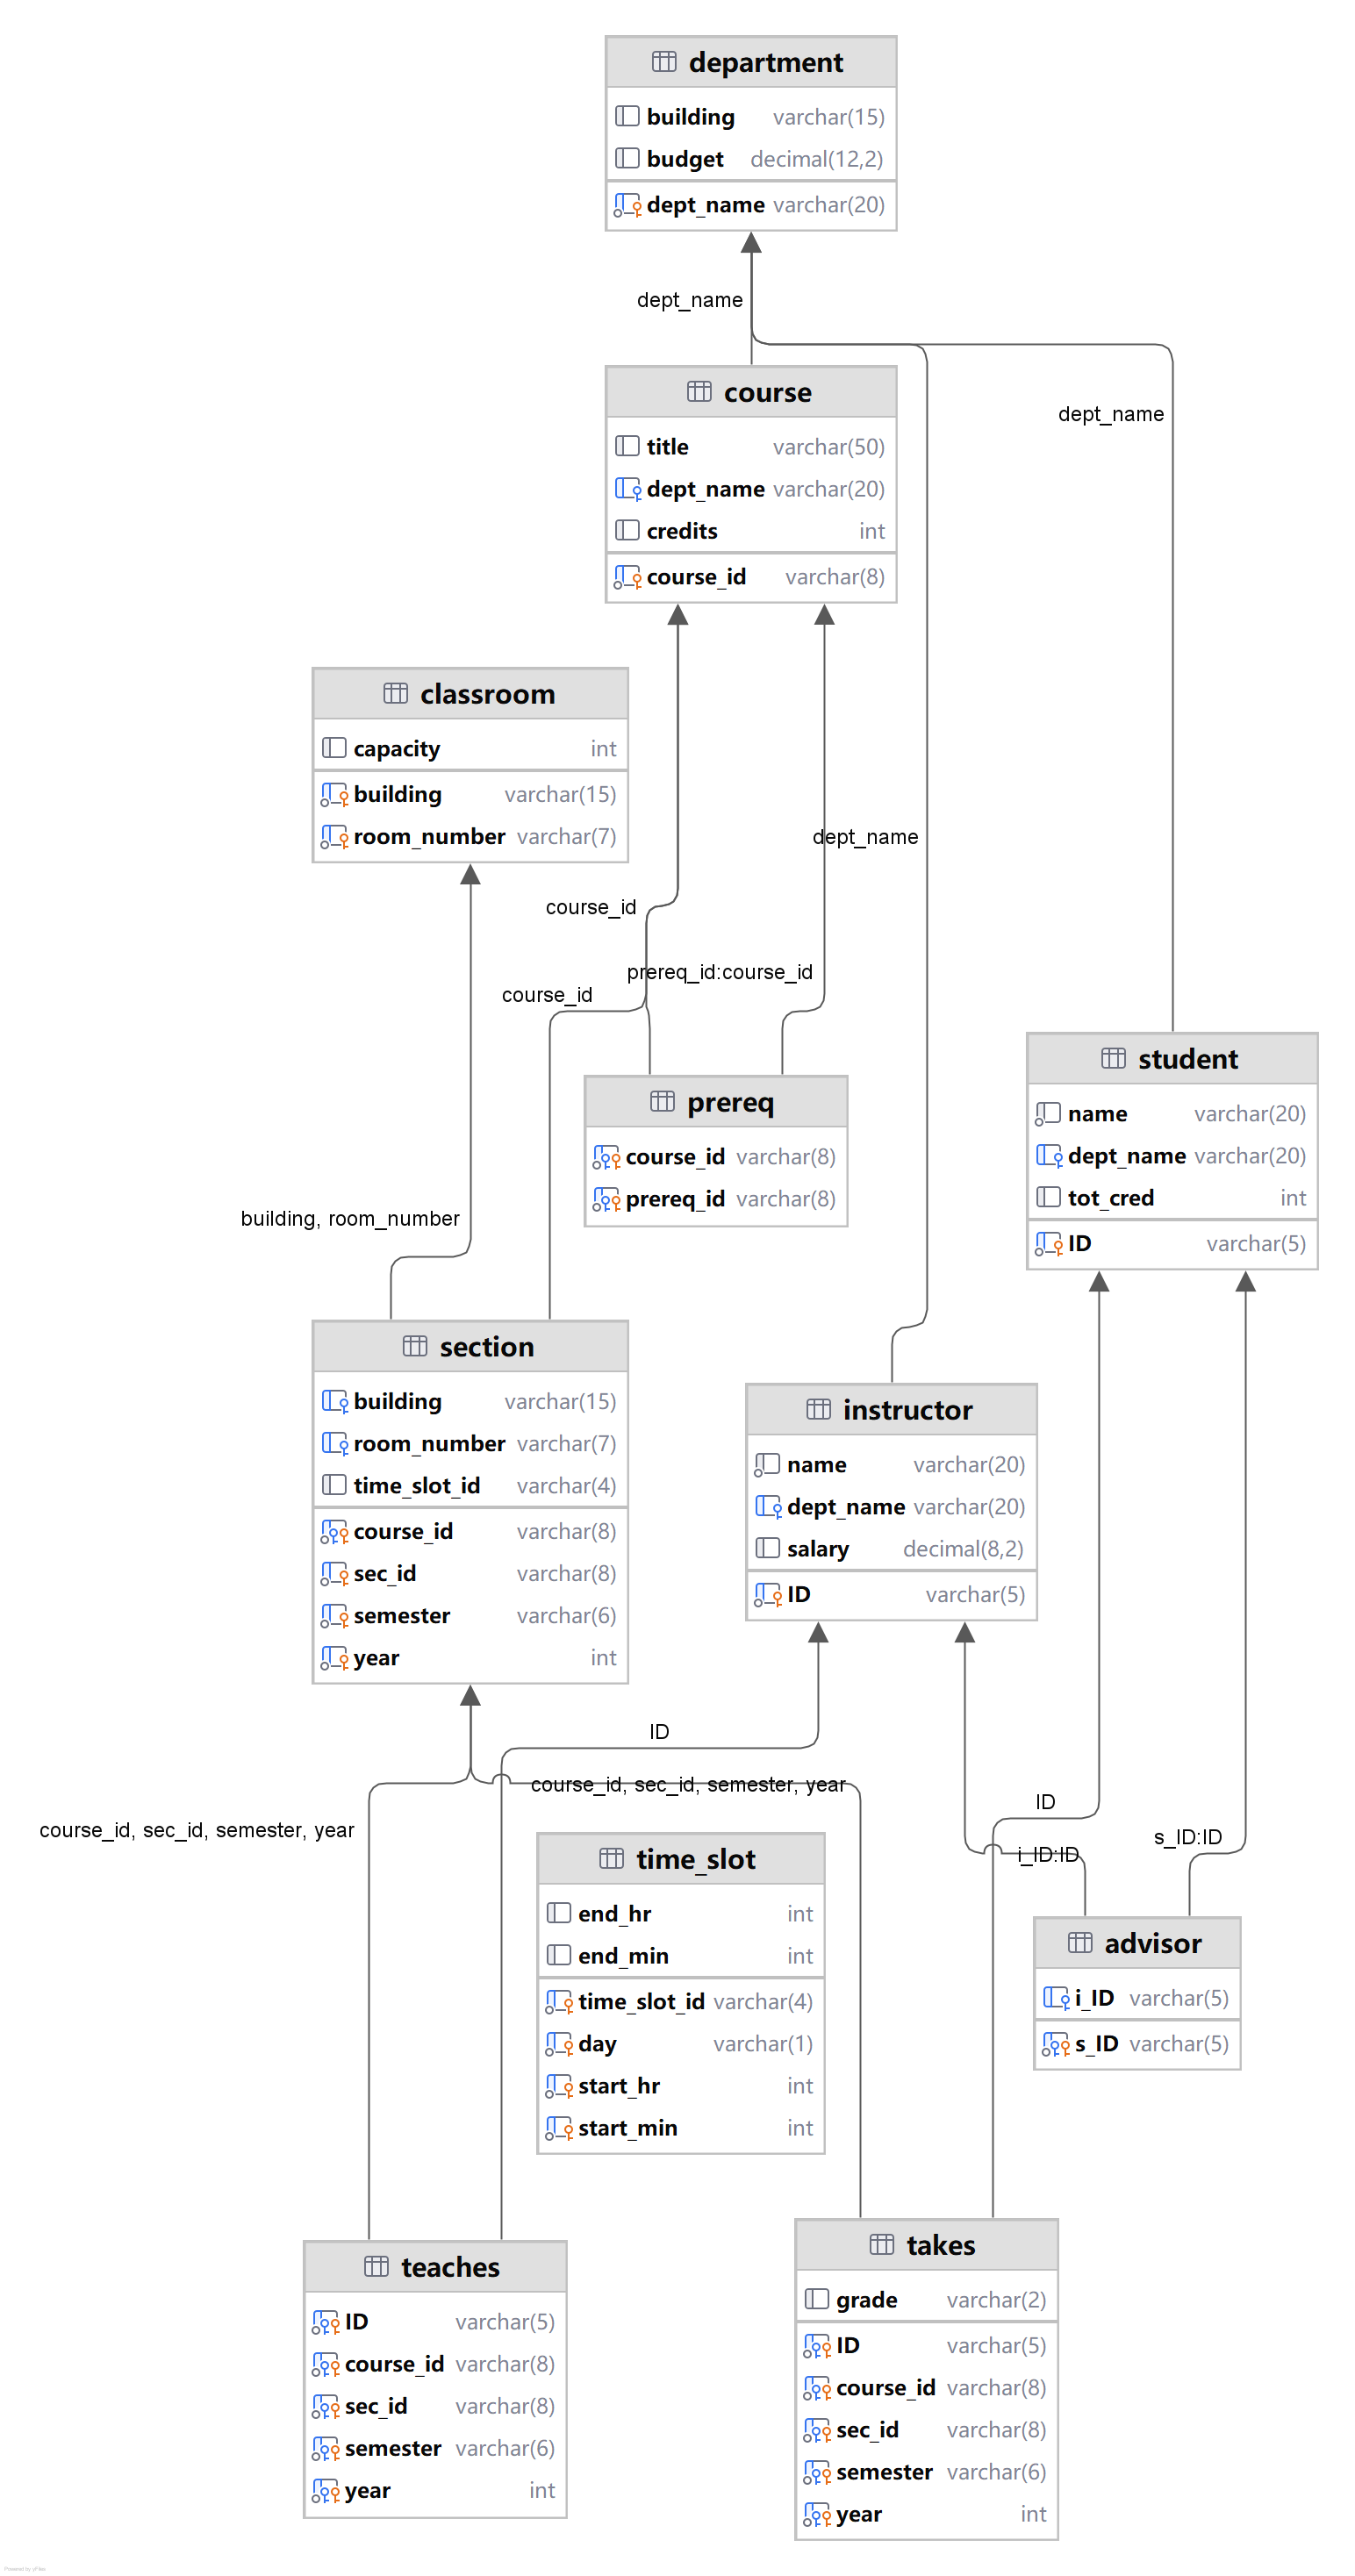 department
building varchar(15)
budget decimal(12,2)
dept_name varchar(20)
dept_name
course
title varchar(50)
dept_name varchar(20)
credits int
course_id varchar(8)
dept_name
classroom
capacity int
building varchar(15)
room_number varchar(7)
dept_name
course_id
prereq_id:course_id
course_id
prereq
course_id varchar(8)
prereq_id varchar(8)
student
name varchar(20)
dept_name varchar(20)
tot_cred int
ID varchar(5)
building, room_number
section
building varchar(15)
room_number varchar(7)
time_slot_id varchar(4)
course_id varchar(8)
sec_id varchar(8)
semester varchar(6)
year int
instructor
name varchar(20)
dept_name varchar(20)
salary decimal(8,2)
ID varchar(5)
ID
course_id, sec_id, semester, year
course_id, sec_id, semester, year
ID
i_ID:ID
s_ID:ID
time_slot
end_hr int
end_min int
time_slot_id varchar(4)
day varchar(1)
start_hr int
start_min int
advisor
i_ID varchar(5)
s_ID varchar(5)
teaches
ID varchar(5)
course_id varchar(8)
sec_id varchar(8)
semester varchar(6)
year int
takes
grade varchar(2)
ID varchar(5)
course_id varchar(8)
sec_id varchar(8)
semester varchar(6)
year int
Powered by yFiles